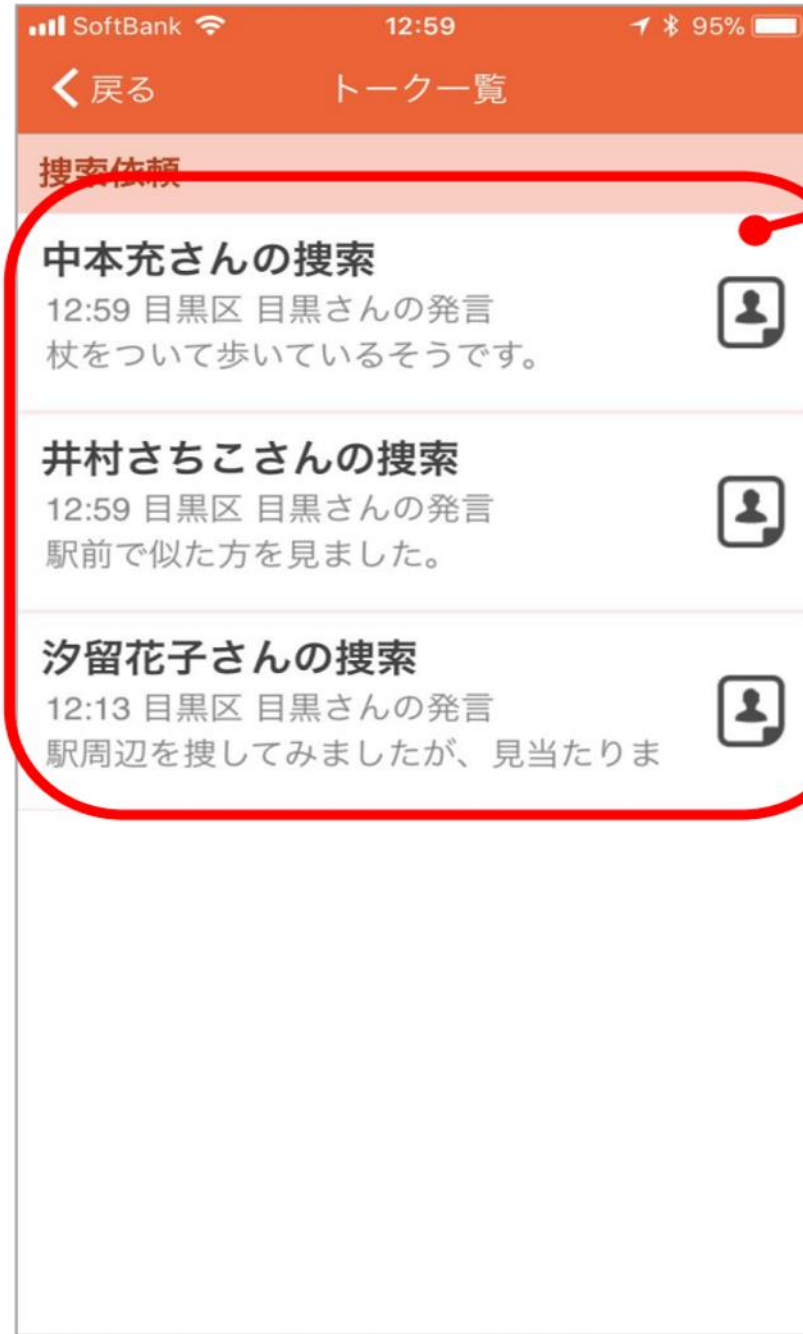 SoftBank 12:59 95%
戻る トーク一覧
捜索依頼
中本充さんの捜索
12:59 目黒区 目黒さんの発言
杖をついて歩いているそうです。
井村さちこさんの捜索
12:59 目黒区 目黒さんの発言
駅前で似た方を見ました。
汐留花子さんの捜索
12:13 目黒区 目黒さんの発言
駅周辺を捜してみましたが、見当たりま